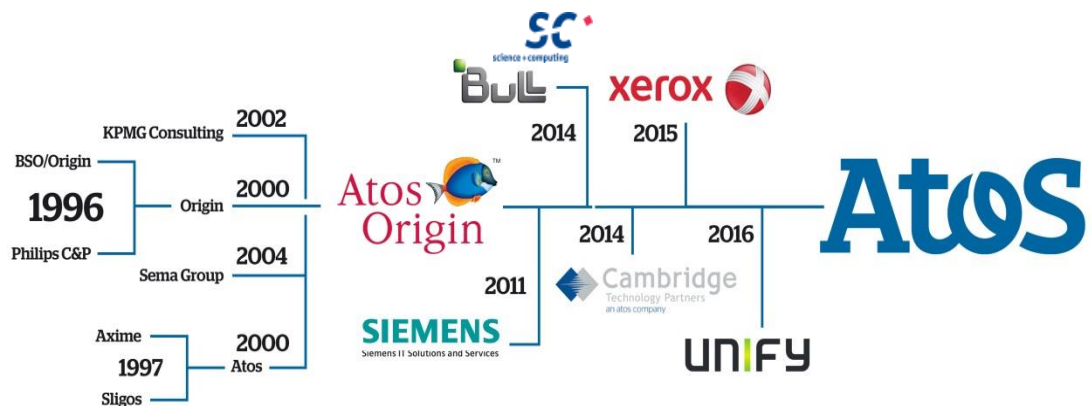 SC
science + computing
Bull
xerox
2002
KPMG Consulting
2014
2015
BSO/Origin
1996
2000
Origin
Philips C&P
Atos
Origin
TM
Atos
2004
Sema Group
2014
2016
2011
Cambridge
Technology Partners
an atos company
SIEMENS
Siemens IT Solutions and Services
UNIFY
Axime
1997
2000
Atos
Sligos